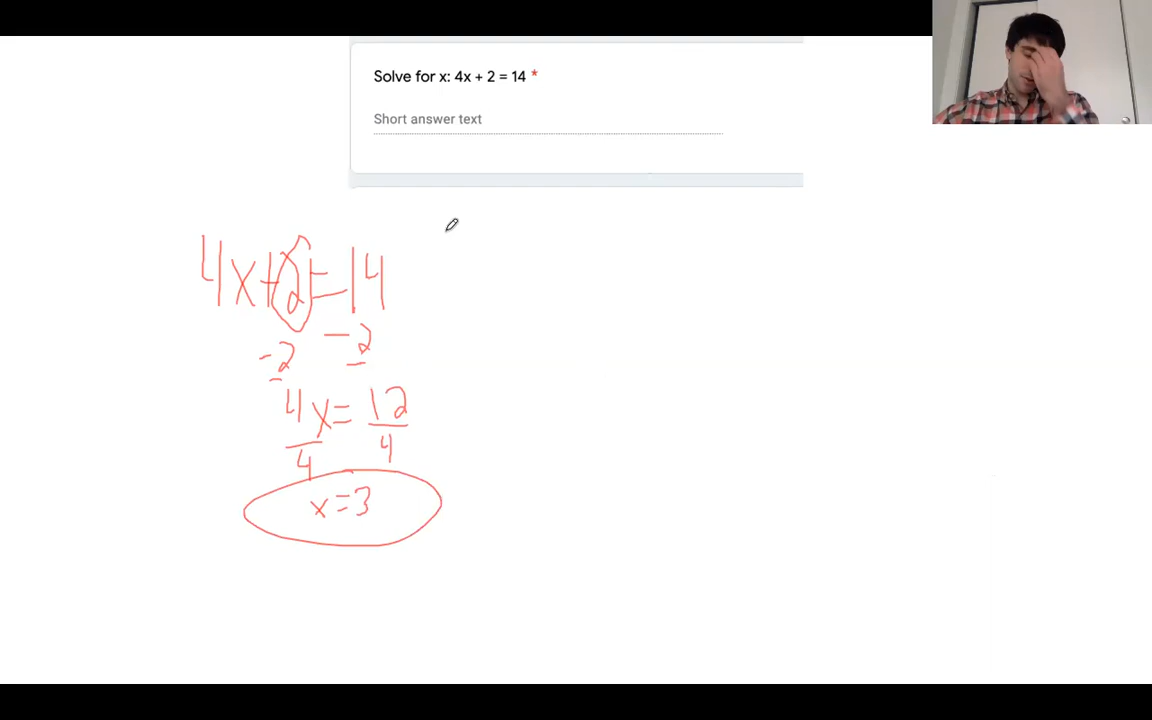 Solve for x: 4x + 2 = 14 *
Short answer text
4x+2=14
-2 -2
4x= 12
4 4
x=3